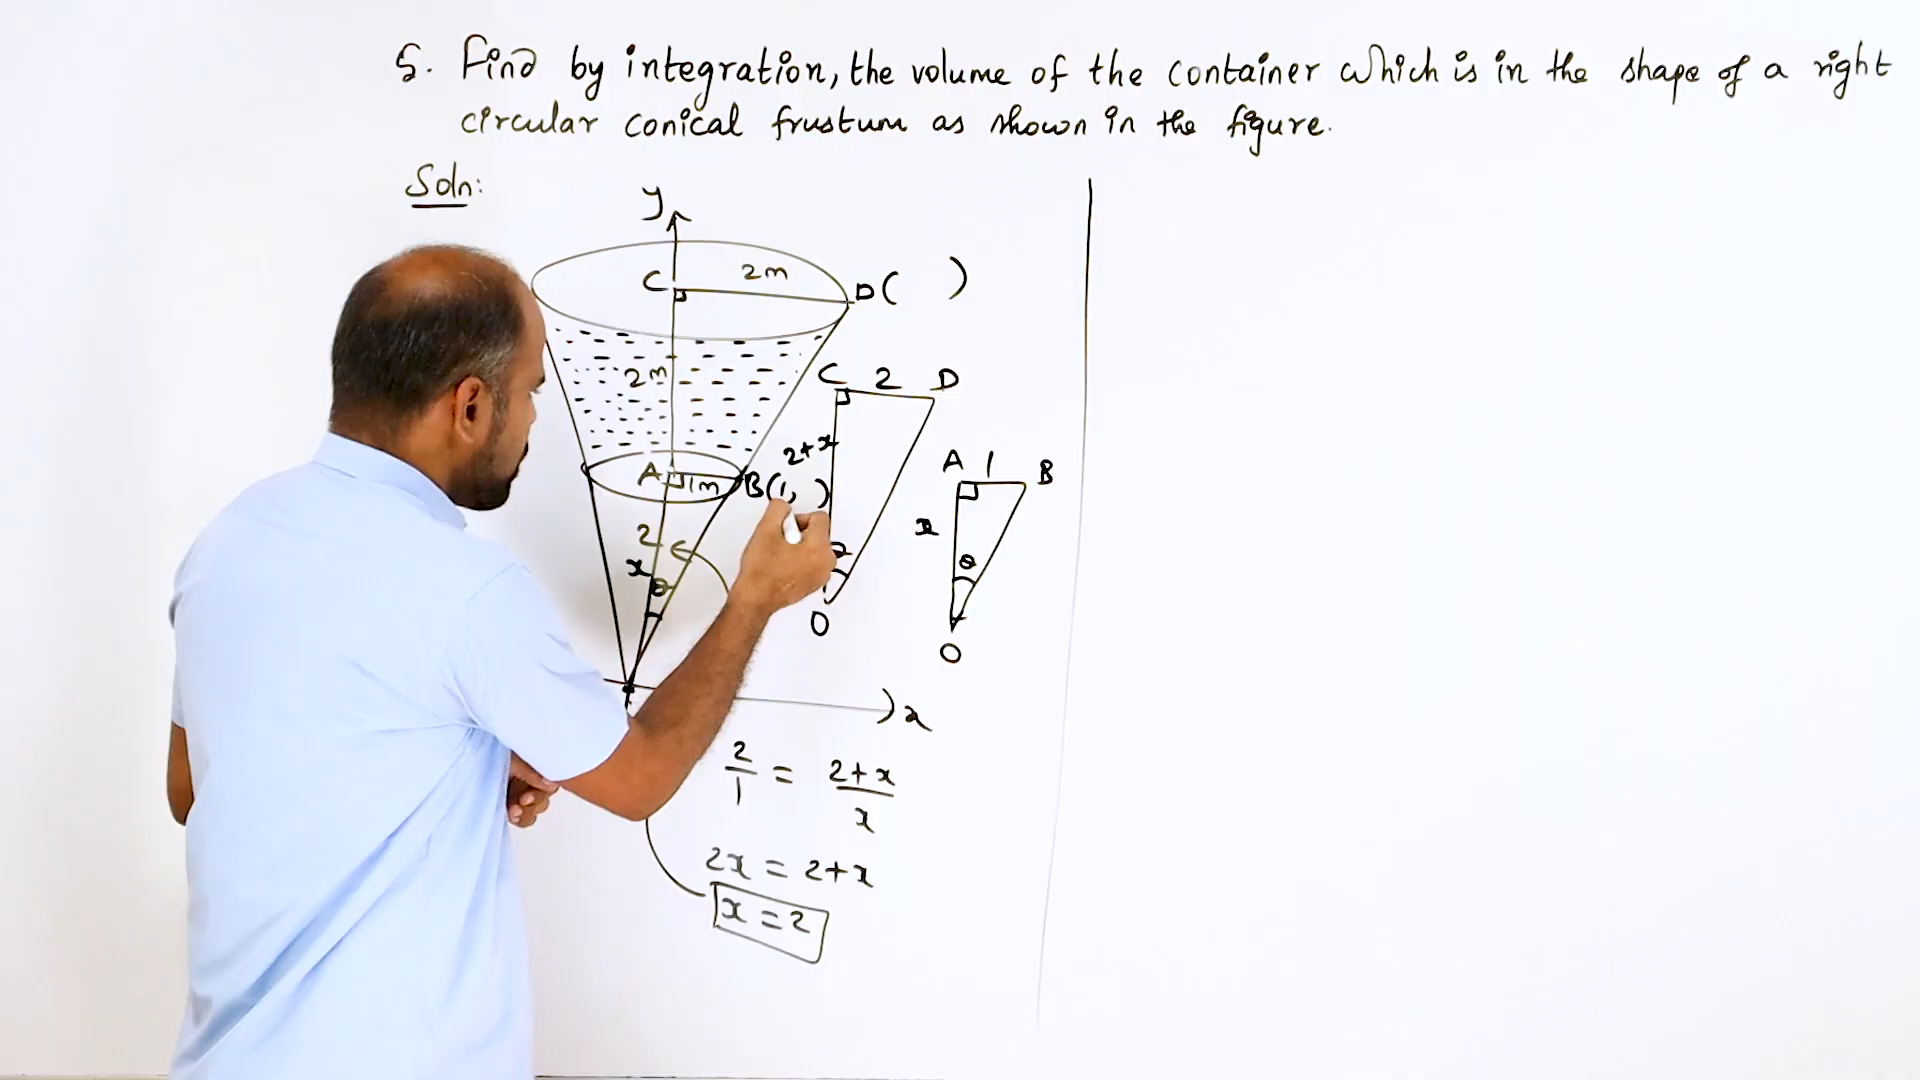 5. Find by integration, the volume of the container which is in the shape of a right
circular conical frustum as shown in the figure.
Soln:
y
C 2m D( )
2m
C 2 D
2+x
A 1m B(1, )
A 1 B
2
x
θ
x
θ
O
O
x
2/1 = 2+x/x
2x = 2+x
x = 2